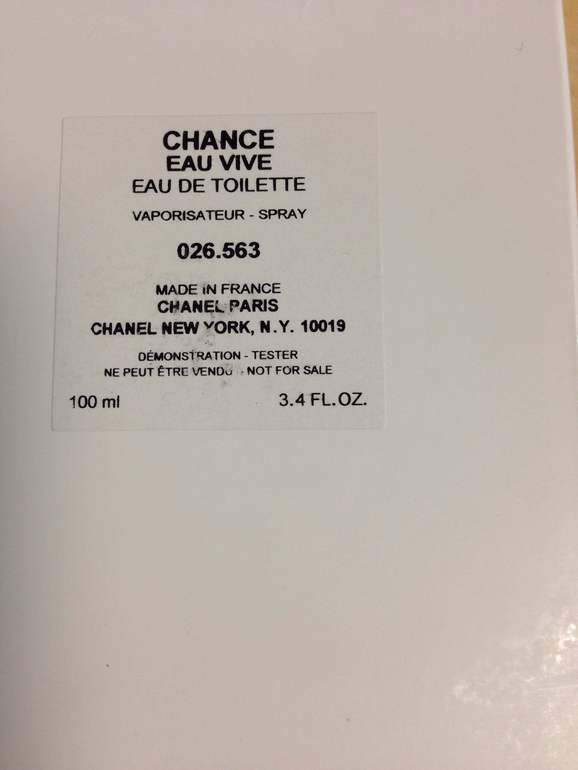 CHANCE
EAU VIVE
EAU DE TOILETTE
VAPORISATEUR - SPRAY
026.563
MADE IN FRANCE
CHANEL PARIS
CHANEL NEW YORK, N.Y. 10019
DÉMONSTRATION - TESTER
NE PEUT ÊTRE VENDU - NOT FOR SALE
100 ml 3.4 FL.OZ.